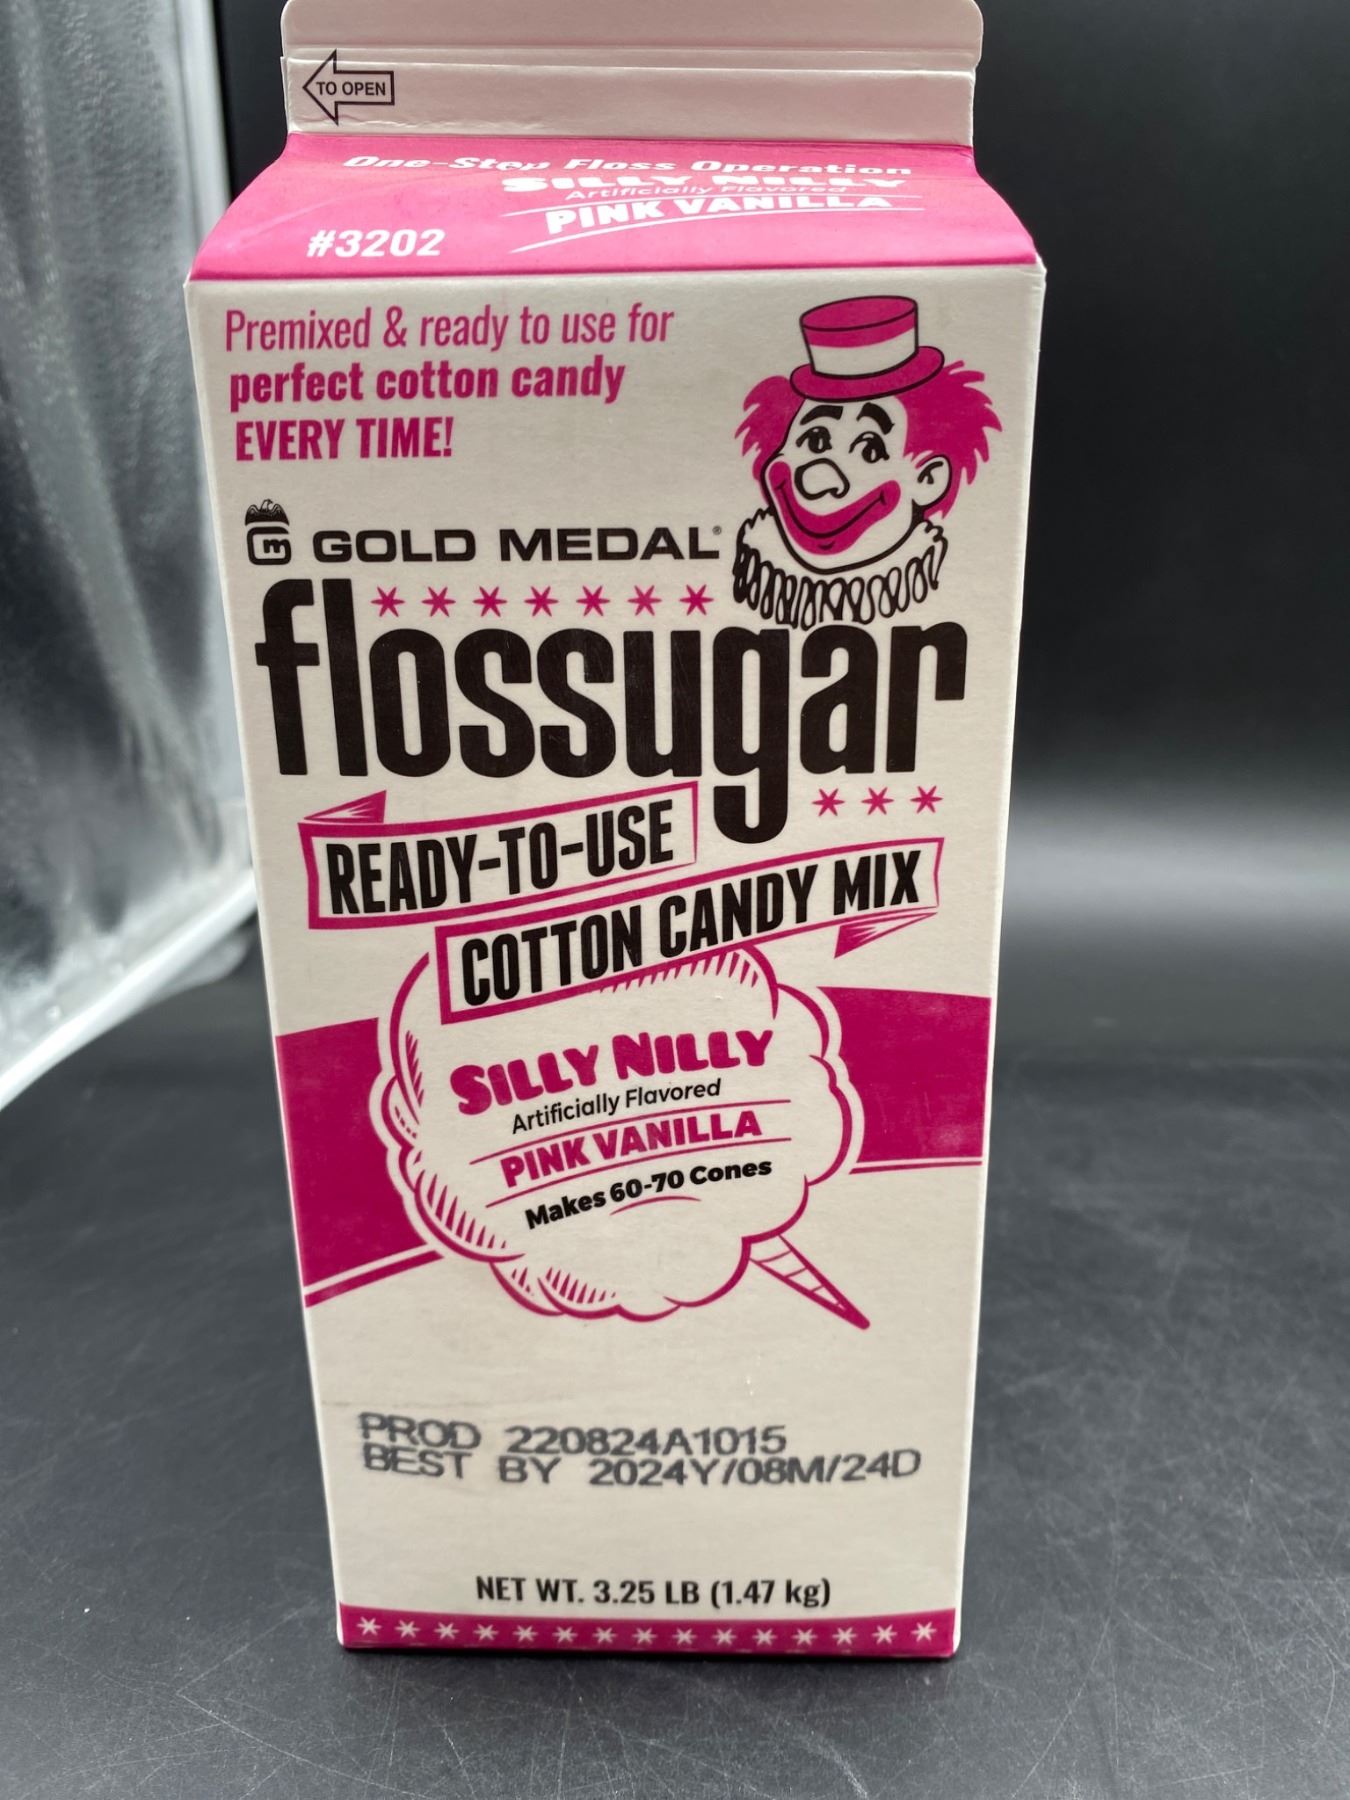 TO OPEN
One-Step Floss Operation
SILLY NILLY
Artificially Flavored
PINK VANILLA
#3202
Premixed & ready to use for
perfect cotton candy
EVERY TIME!
m GOLD MEDAL®
flossugar
READY-TO-USE
COTTON CANDY MIX
SILLY NILLY
Artificially Flavored
PINK VANILLA
Makes 60-70 Cones
PROD 220824A1015
BEST BY 2024Y/08M/24D
NET WT. 3.25 LB (1.47 kg)